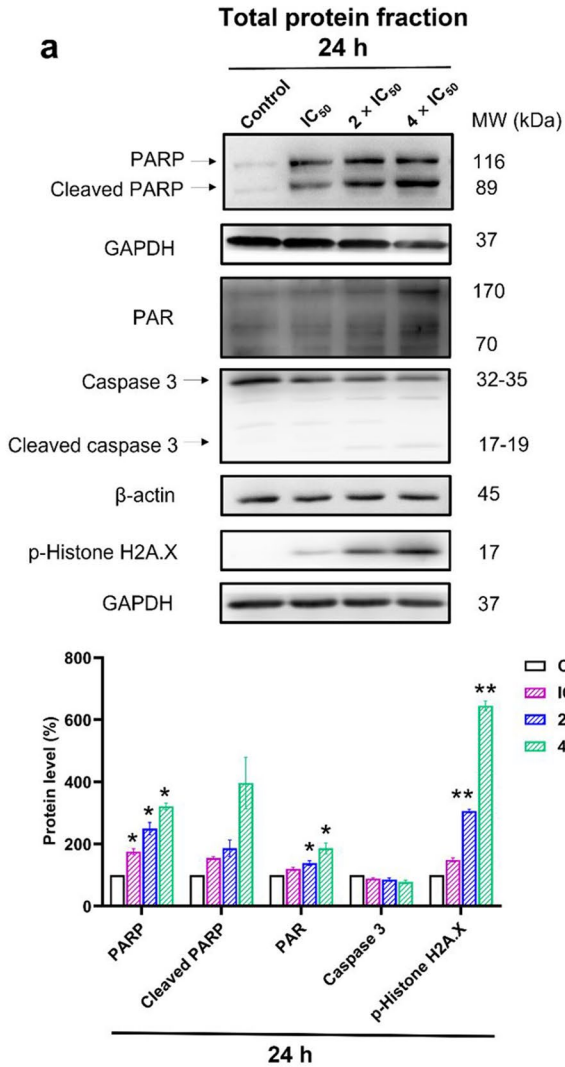 Total protein fraction
a
24 h
Control IC₅₀ 2 × IC₅₀ 4 × IC₅₀ MW (kDa)
PARP 116
Cleaved PARP 89
GAPDH 37
170
PAR
70
Caspase 3 32-35
Cleaved caspase 3 17-19
β-actin 45
p-Histone H2A.X 17
GAPDH 37
Protein level (%)
800
600
400
200
0
* * *
* *
** **
PARP
Cleaved PARP
PAR
Caspase 3
p-Histone H2A.X
24 h
2
4